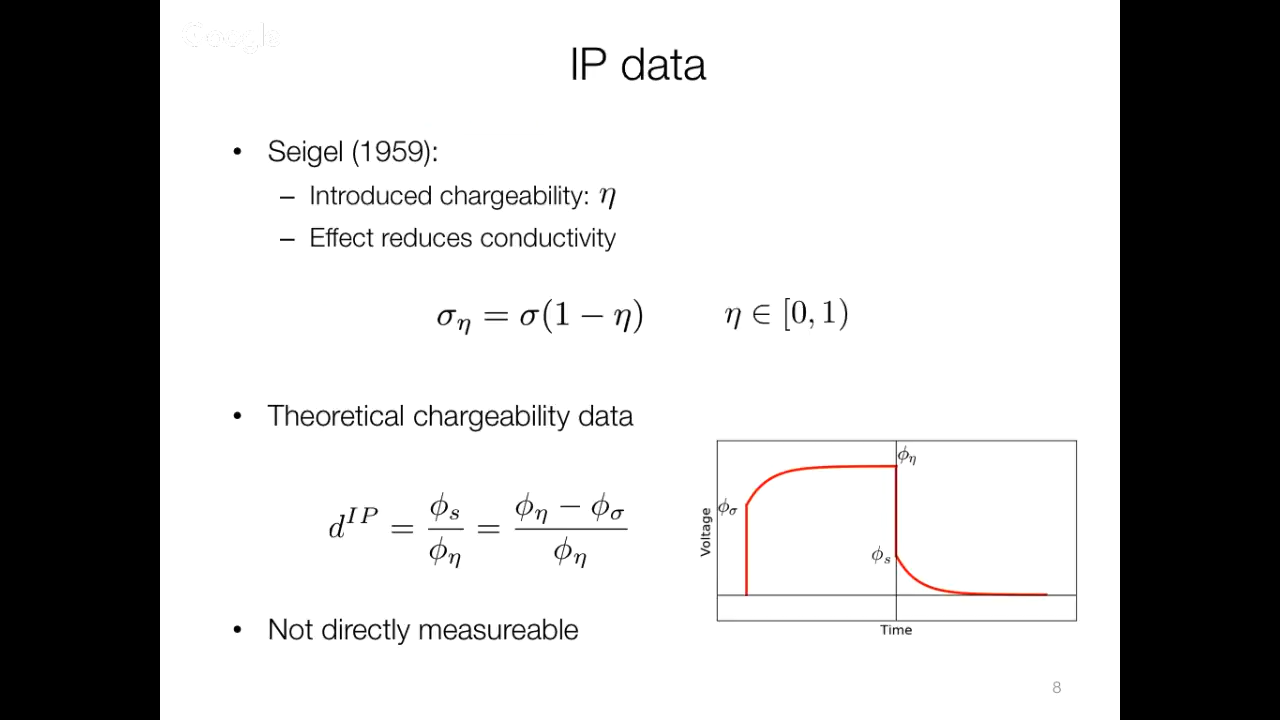 Google
IP data
• Seigel (1959):
– Introduced chargeability: η
– Effect reduces conductivity
σ_η = σ(1 − η) η ∈ [0, 1)
• Theoretical chargeability data
d^{IP} = ϕ_s / ϕ_η = (ϕ_η − ϕ_σ) / ϕ_η
ϕ_η
ϕ_σ
ϕ_s
Voltage
Time
• Not directly measureable
8